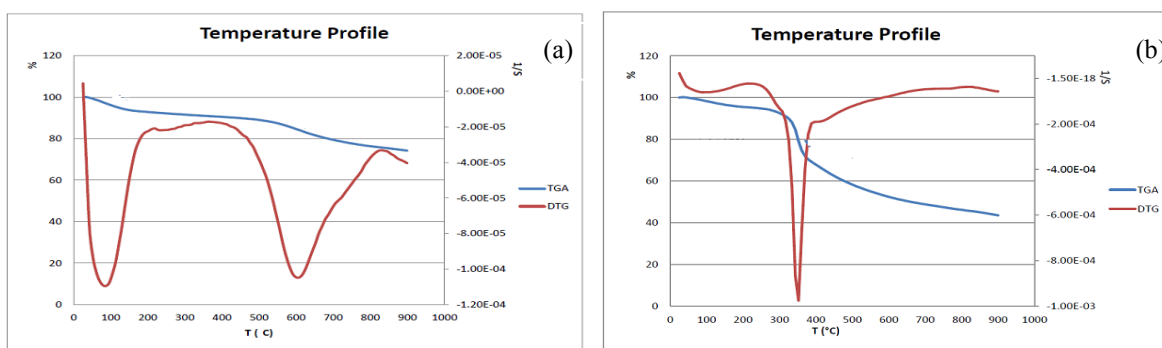 Temperature Profile
(a)
%
1/S
120
100
80
60
40
20
0
2.00E-05
0.00E+00
-2.00E-05
-4.00E-05
-6.00E-05
-8.00E-05
-1.00E-04
-1.20E-04
TGA
DTG
0 100 200 300 400 500 600 700 800 900 1000
T ( C)
Temperature Profile
(b)
%
1/S
120
100
80
60
40
20
0
-1.50E-18
-2.00E-04
-4.00E-04
-6.00E-04
-8.00E-04
-1.00E-03
TGA
DTG
0 100 200 300 400 500 600 700 800 900 1000
T (°C)